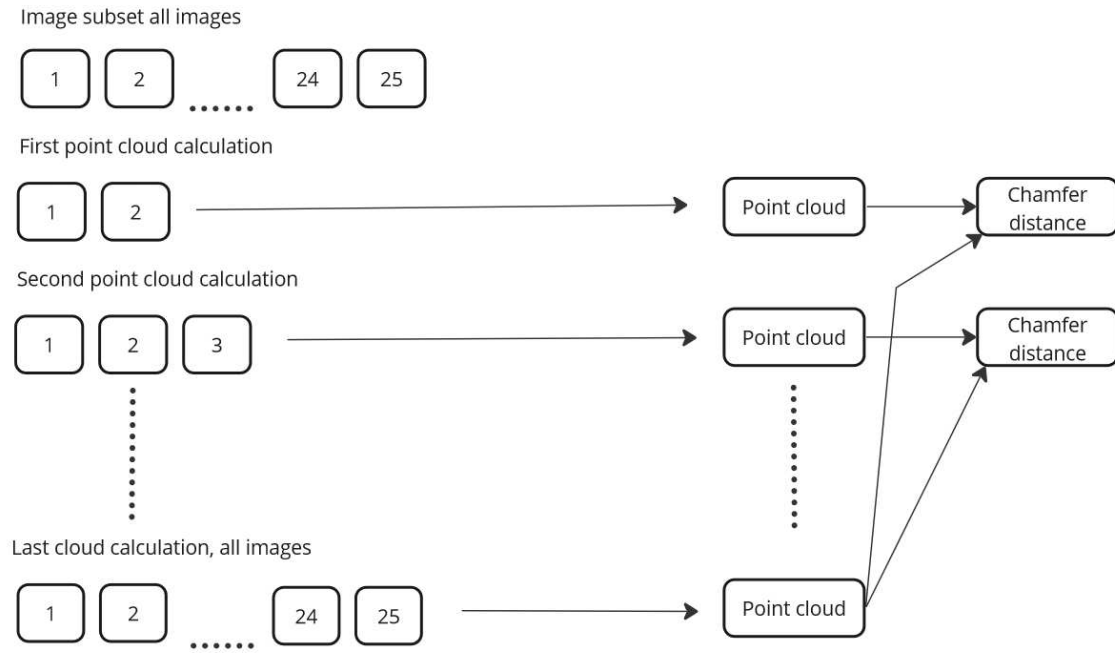 Image subset all images
1 2 24 25
First point cloud calculation
1 2 Point cloud Chamfer
distance
Second point cloud calculation
1 2 3 Point cloud Chamfer
distance
Last cloud calculation, all images
1 2 24 25 Point cloud